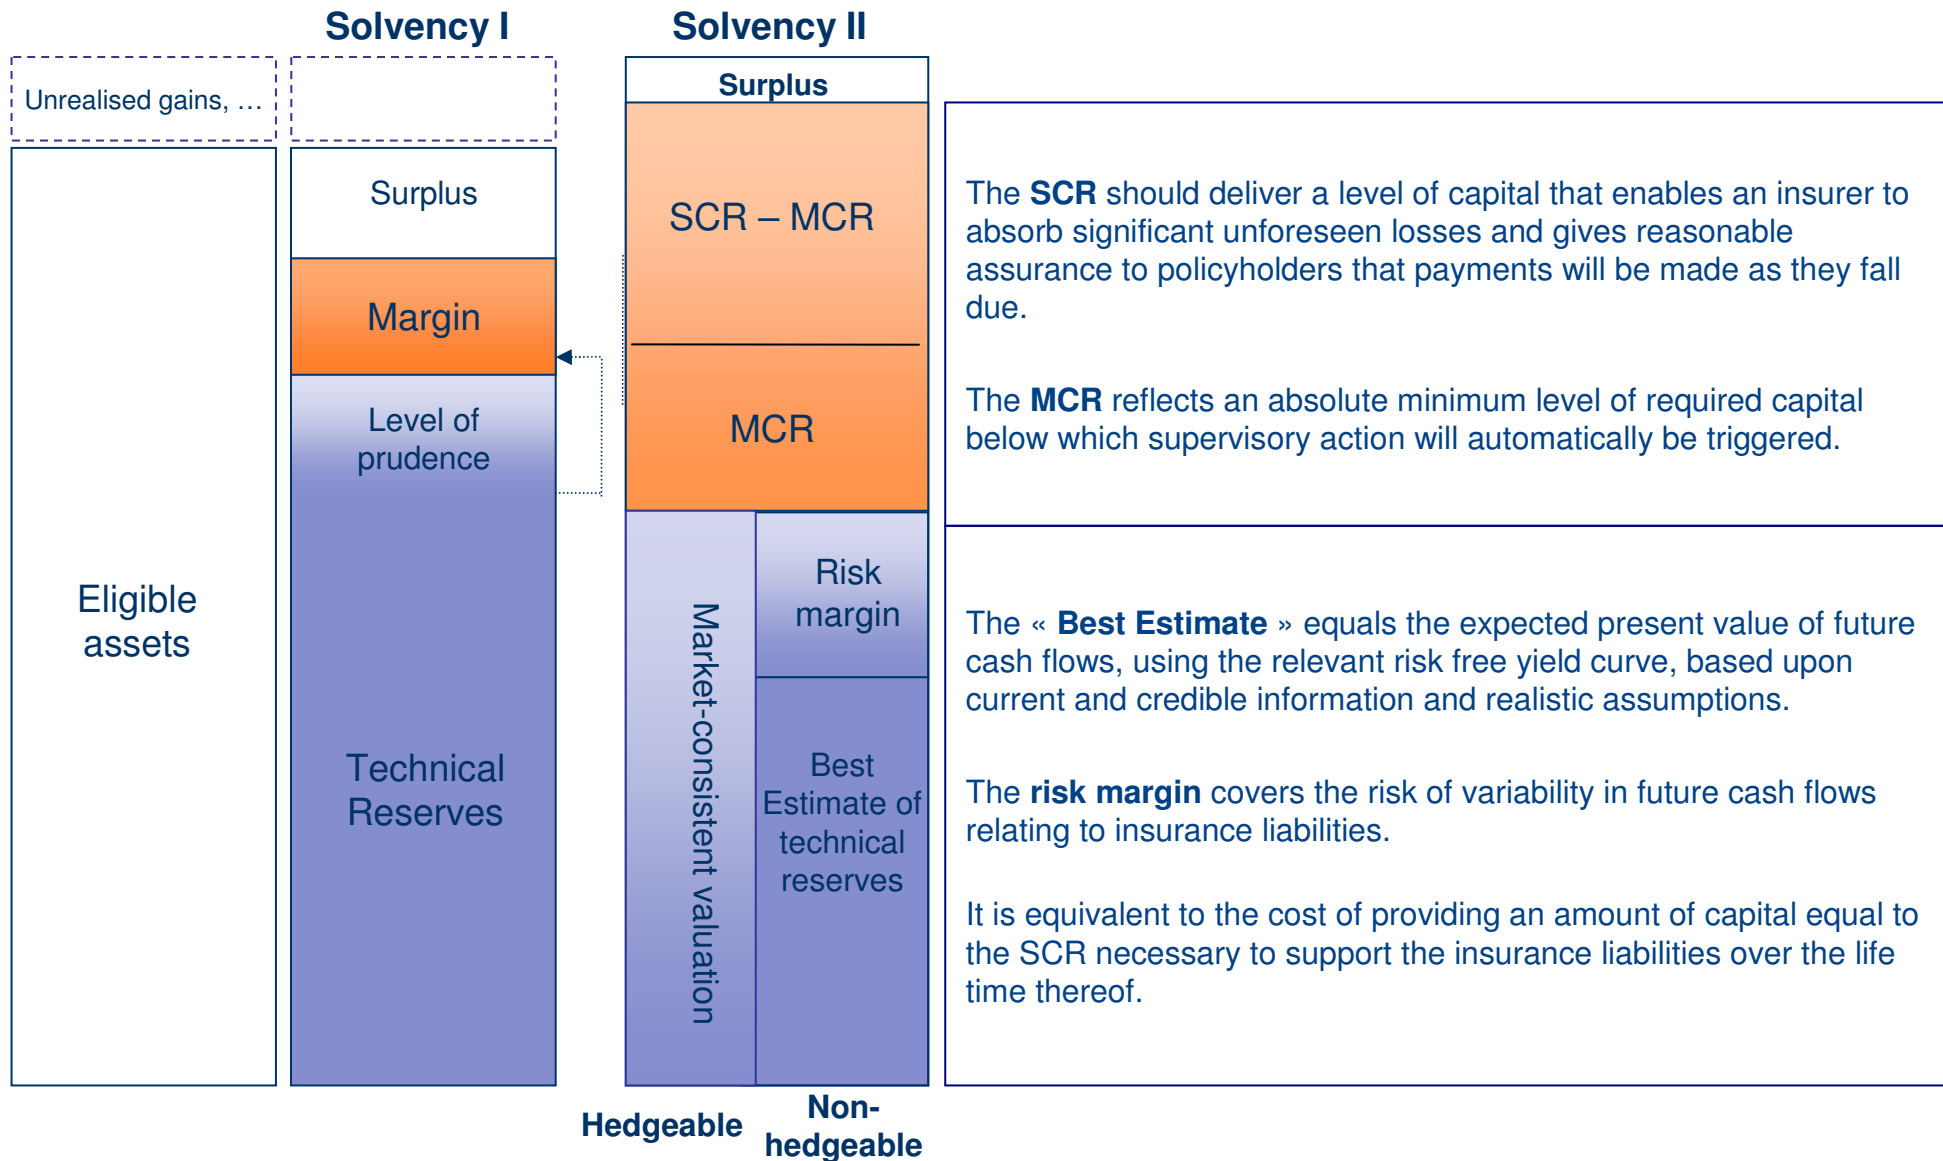 Solvency I
Solvency II
Unrealised gains, …
Surplus
Margin
Level of
prudence
Eligible
assets
Technical
Reserves
Surplus
SCR – MCR
MCR
Market-consistent valuation
Risk
margin
Best
Estimate of
technical
reserves
Hedgeable
Non-
hedgeable
The SCR should deliver a level of capital that enables an insurer to
absorb significant unforeseen losses and gives reasonable
assurance to policyholders that payments will be made as they fall
due.
The MCR reflects an absolute minimum level of required capital
below which supervisory action will automatically be triggered.
The « Best Estimate » equals the expected present value of future
cash flows, using the relevant risk free yield curve, based upon
current and credible information and realistic assumptions.
The risk margin covers the risk of variability in future cash flows
relating to insurance liabilities.
It is equivalent to the cost of providing an amount of capital equal to
the SCR necessary to support the insurance liabilities over the life
time thereof.